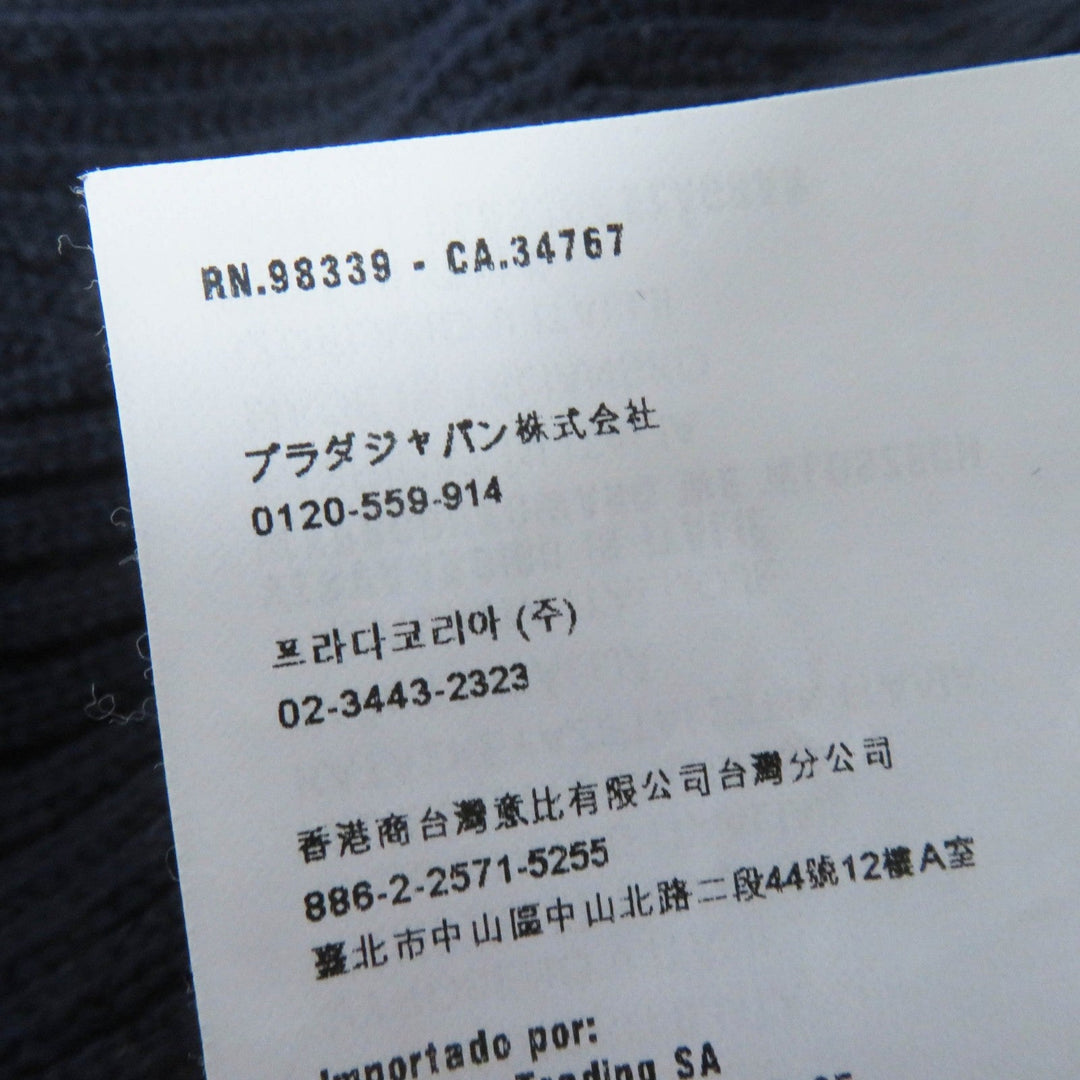 RN.98339 - CA.34767
プラダジャパン株式会社
0120-559-914
프라다코리아 (주)
02-3443-2323
香港商台灣意比有限公司台灣分公司
886-2-2571-5255
臺北市中山區中山北路二段44號12樓A室
Importado por:
Trading SA